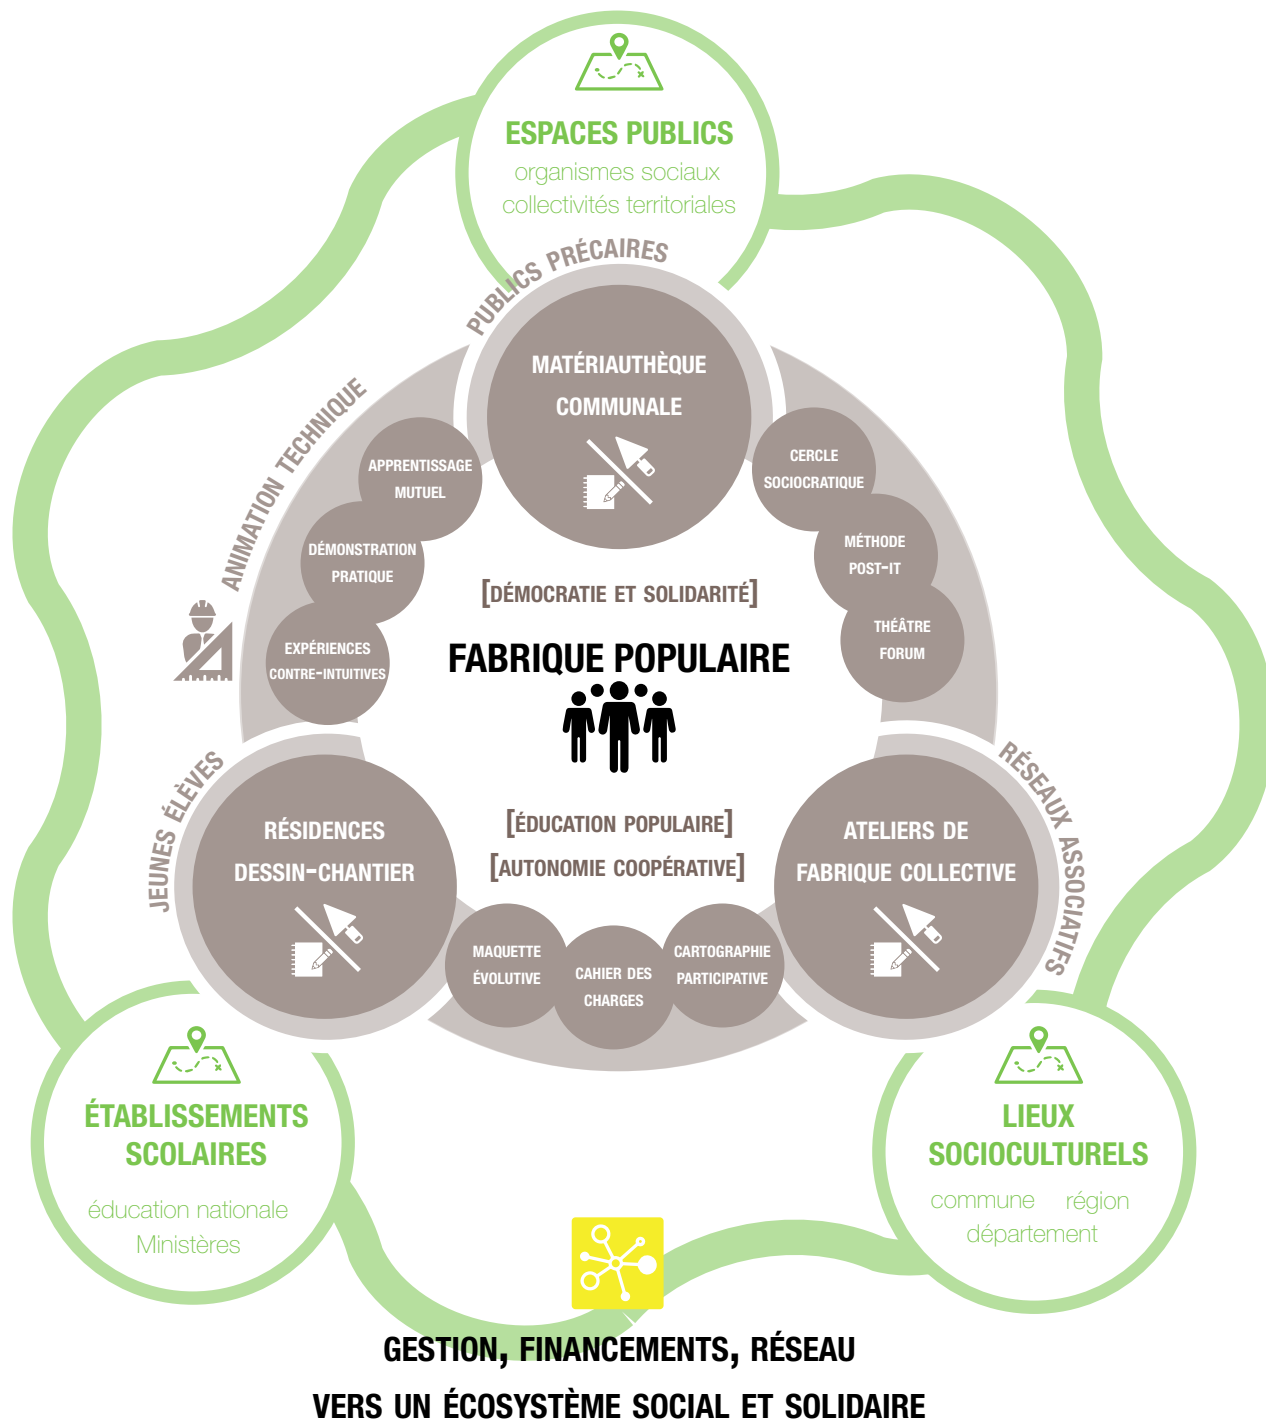 ESPACES PUBLICS
organismes sociaux
collectivités territoriales
PUBLICS PRÉCAIRES
MATÉRIAUTHÈQUE
COMMUNALE
ANIMATION TECHNIQUE
APPRENTISSAGE
MUTUEL
DÉMONSTRATION
PRATIQUE
EXPÉRIENCES
CONTRE-INTUITIVES
CERCLE
SOCIOCRATIQUE
MÉTHODE
POST-IT
THÉÂTRE
FORUM
[DÉMOCRATIE ET SOLIDARITÉ]
FABRIQUE POPULAIRE
[ÉDUCATION POPULAIRE]
[AUTONOMIE COOPÉRATIVE]
JEUNES ÉLÈVES
RÉSIDENCES
DESSIN-CHANTIER
RÉSEAUX ASSOCIATIFS
ATELIERS DE
FABRIQUE COLLECTIVE
MAQUETTE
ÉVOLUTIVE
CAHIER DES
CHARGES
CARTOGRAPHIE
PARTICIPATIVE
ÉTABLISSEMENTS
SCOLAIRES
éducation nationale
Ministères
LIEUX
SOCIOCULTURELS
commune région
département
GESTION, FINANCEMENTS, RÉSEAU
VERS UN ÉCOSYSTÈME SOCIAL ET SOLIDAIRE